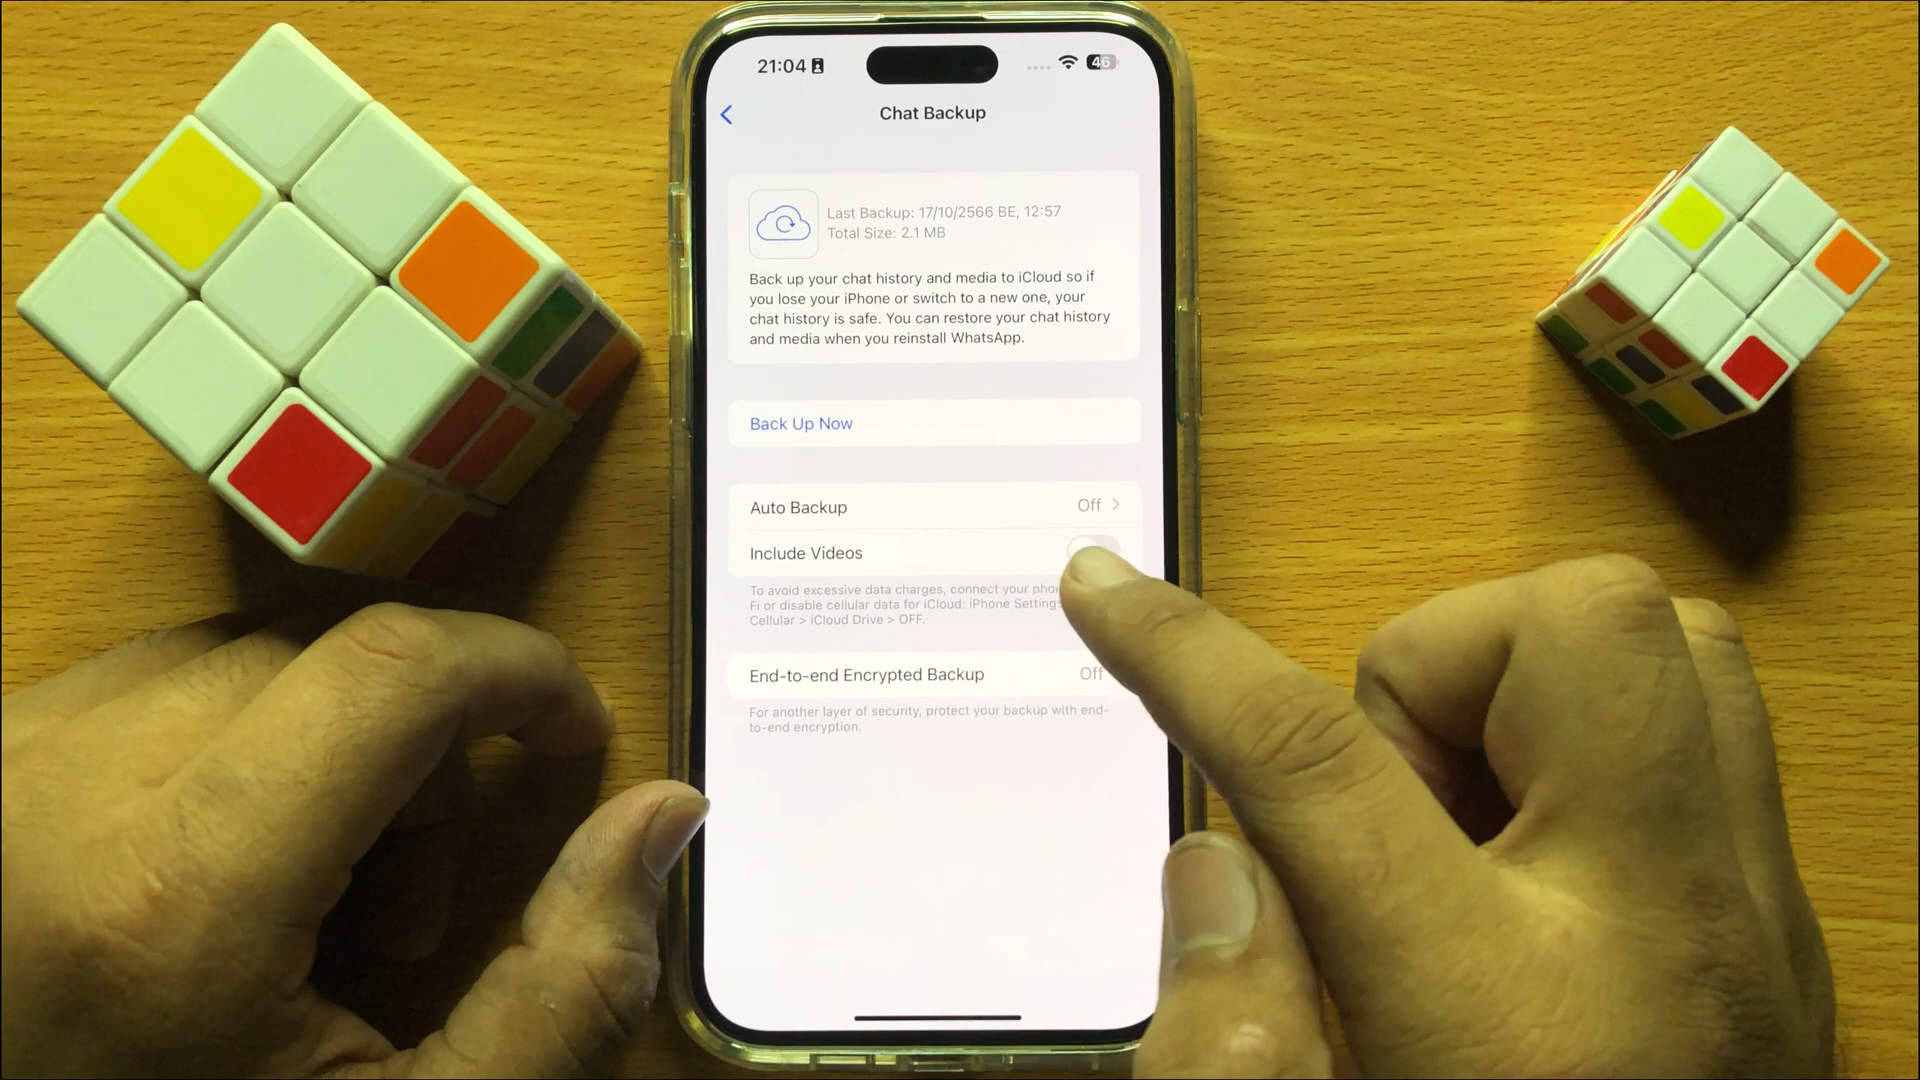 21:04
46
Chat Backup
Last Backup: 17/10/2566 BE, 12:57
Total Size: 2.1 MB
Back up your chat history and media to iCloud so if
you lose your iPhone or switch to a new one, your
chat history is safe. You can restore your chat history
and media when you reinstall WhatsApp.
Back Up Now
Auto Backup Off
Include Videos
To avoid excessive data charges, connect your
Fi or disable cellular data for iCloud: iPhone Settings
Cellular > iCloud Drive > OFF.
End-to-end Encrypted Backup Off
For another layer of security, protect your backup with end-
to-end encryption.